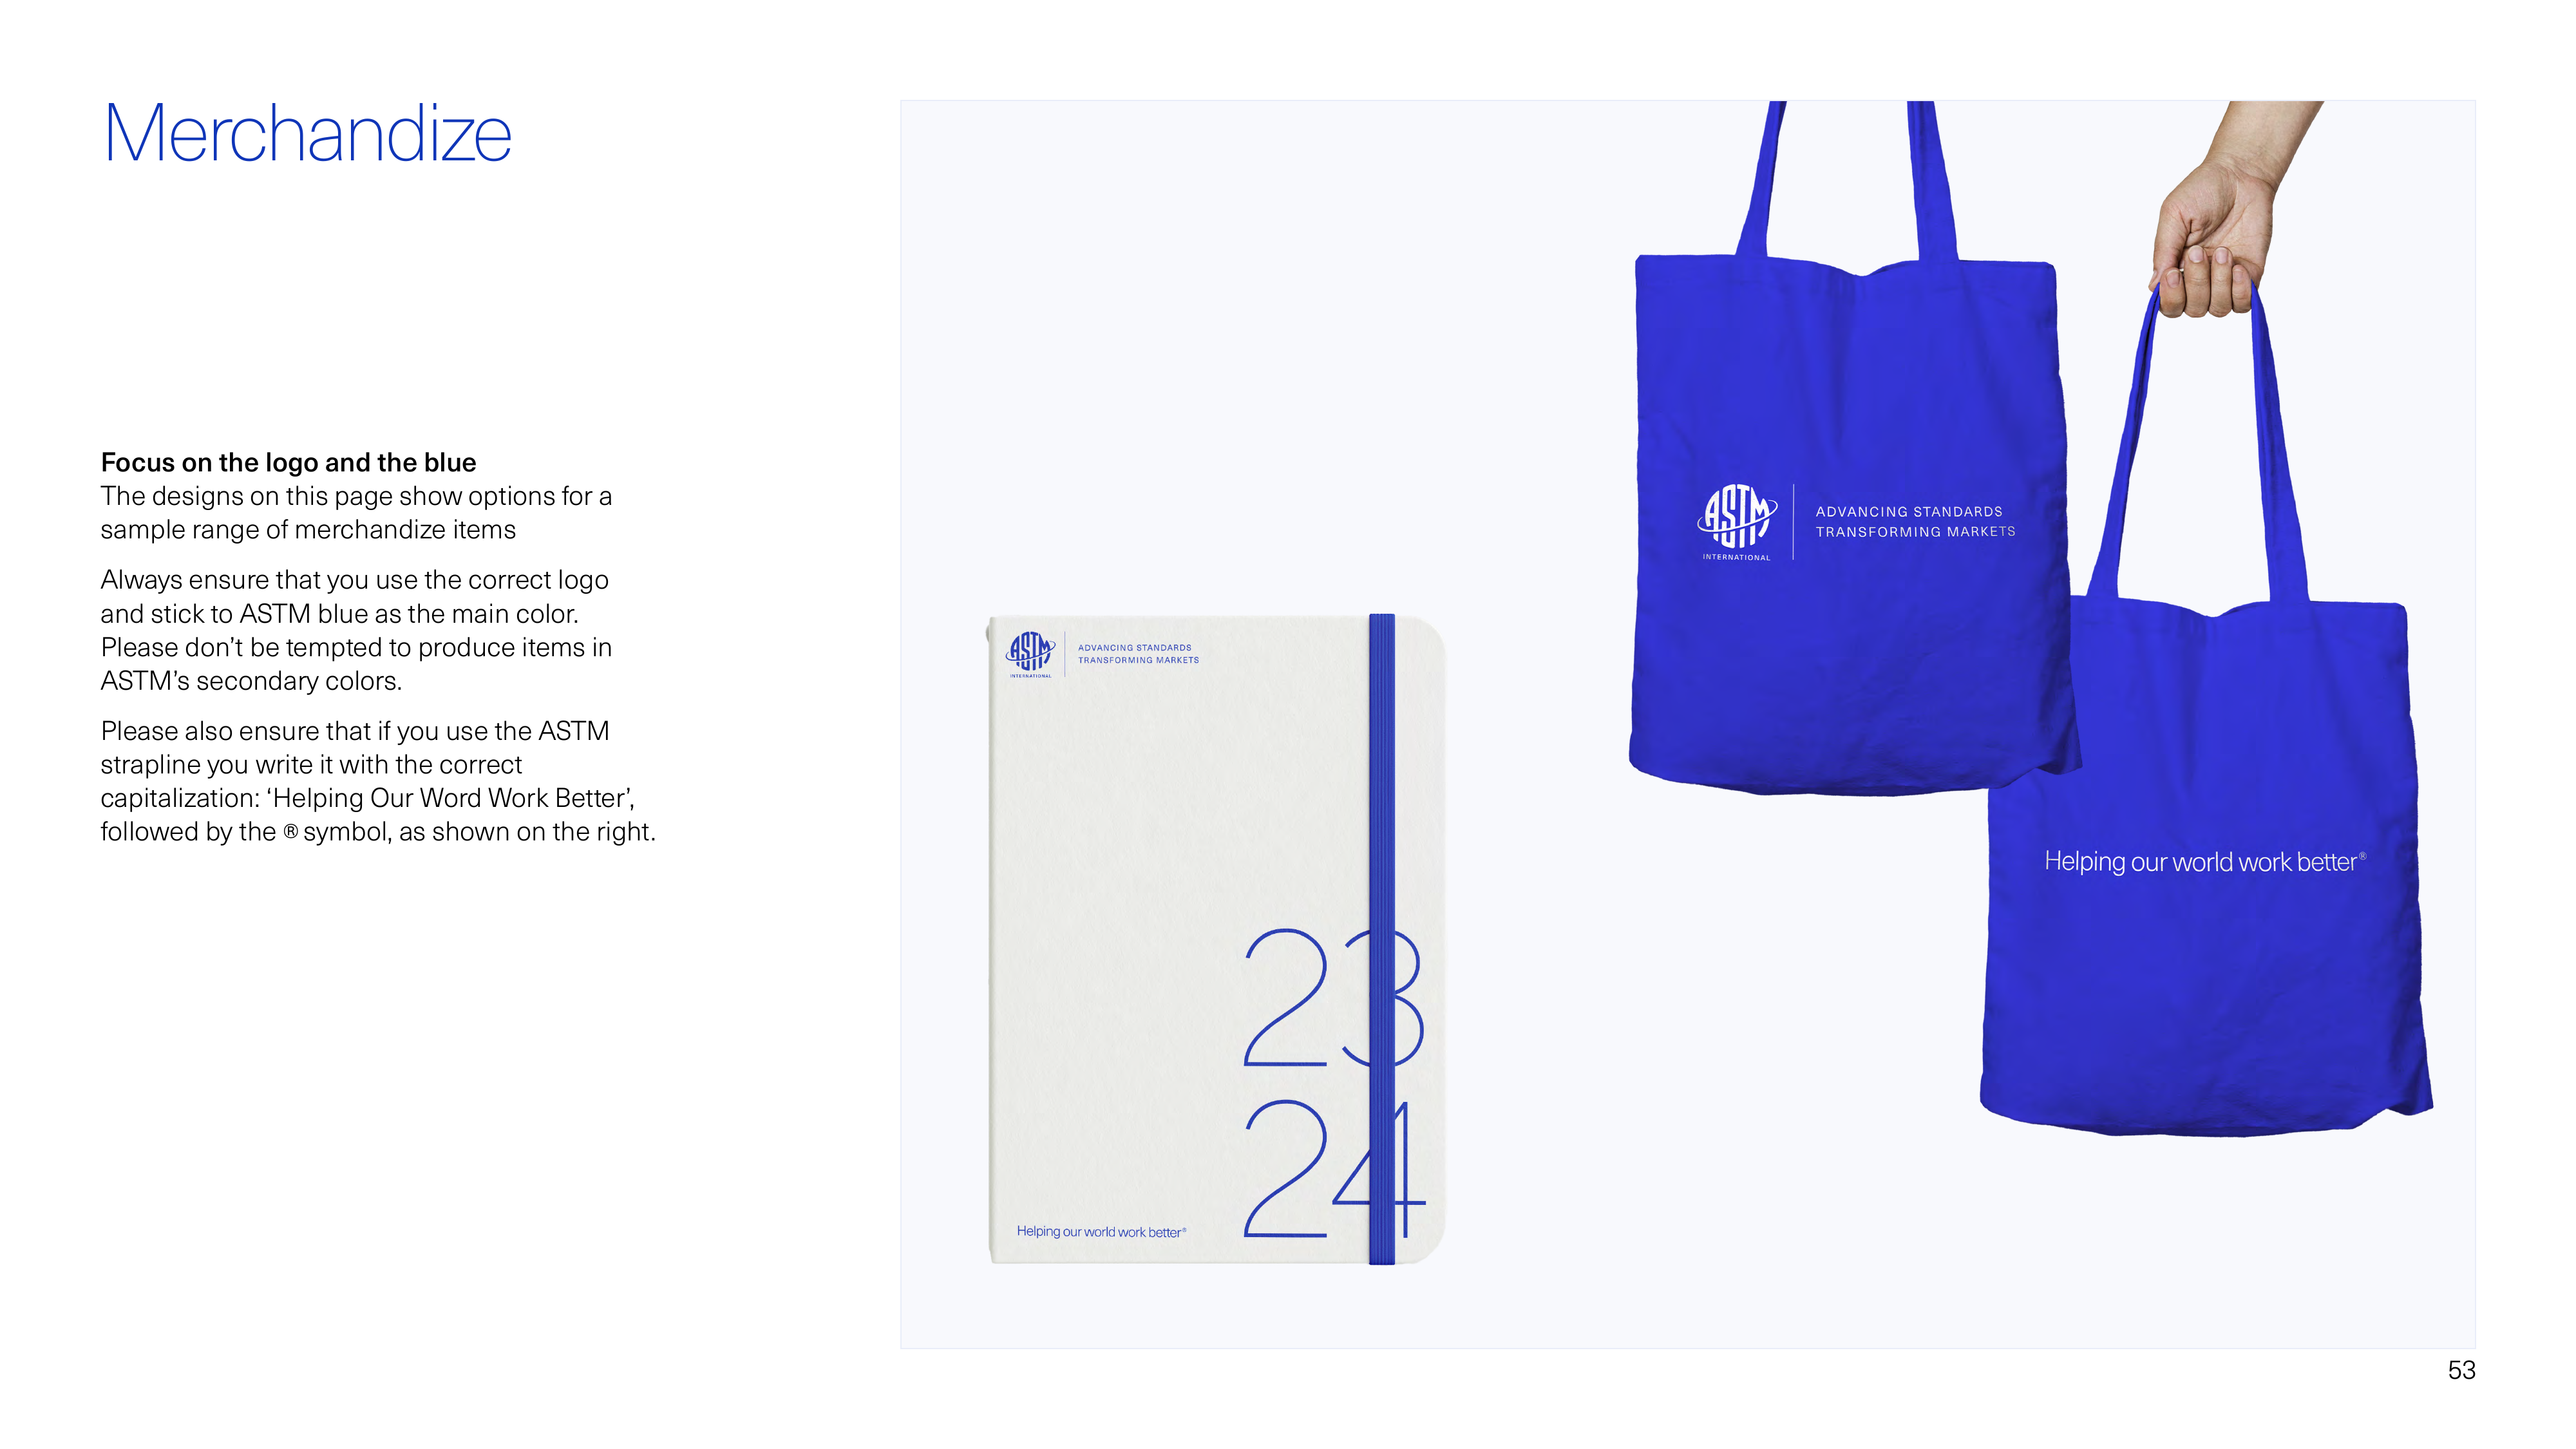 Merchandize
Focus on the logo and the blue
The designs on this page show options for a
sample range of merchandize items
Always ensure that you use the correct logo
and stick to ASTM blue as the main color.
Please don’t be tempted to produce items in
ASTM’s secondary colors.
Please also ensure that if you use the ASTM
strapline you write it with the correct
capitalization: ‘Helping Our Word Work Better’,
followed by the ® symbol, as shown on the right.
ASTM
INTERNATIONAL
ADVANCING STANDARDS
TRANSFORMING MARKETS
23
24
Helping our world work better®
ASTM
INTERNATIONAL
ADVANCING STANDARDS
TRANSFORMING MARKETS
Helping our world work better®
53